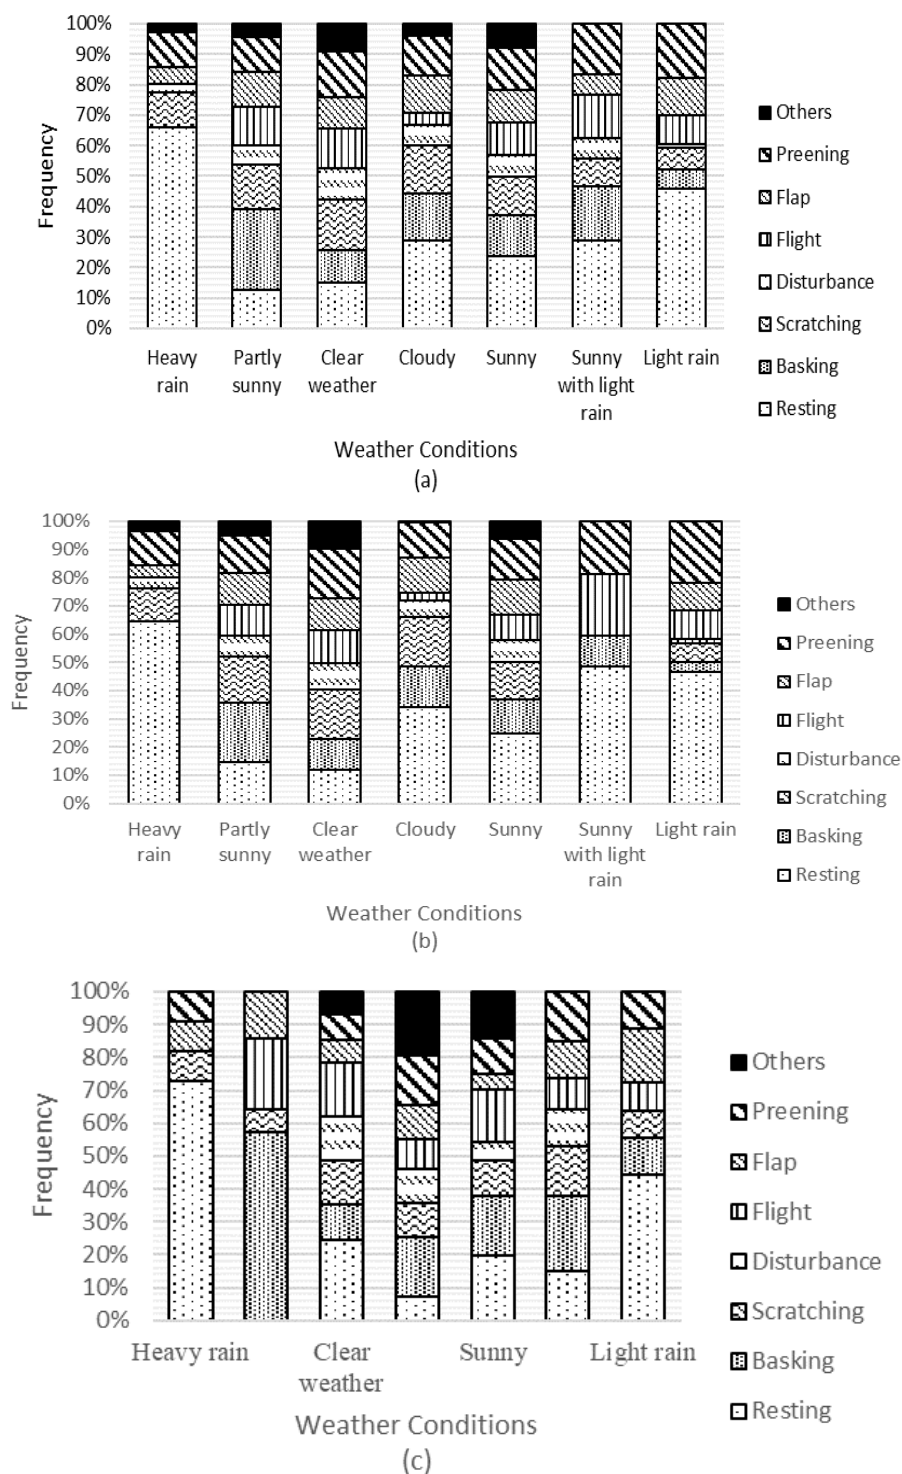 100%
90%
80%
70%
60%
50%
40%
30%
20%
10%
0%
Frequency
Heavy
rain
Partly
sunny
Clear
weather
Cloudy
Sunny
Sunny
with light
rain
Light rain
Weather Conditions
(a)
Others
Preening
Flap
Flight
Disturbance
Scratching
Basking
Resting
100%
90%
80%
70%
60%
50%
40%
30%
20%
10%
0%
Frequency
Heavy
rain
Partly
sunny
Clear
weather
Cloudy
Sunny
Sunny
with light
rain
Light rain
Weather Conditions
(b)
Others
Preening
Flap
Flight
Disturbance
Scratching
Basking
Resting
100%
90%
80%
70%
60%
50%
40%
30%
20%
10%
0%
Frequency
Heavy rain
Clear
weather
Sunny
Light rain
Weather Conditions
(c)
Others
Preening
Flap
Flight
Disturbance
Scratching
Basking
Resting